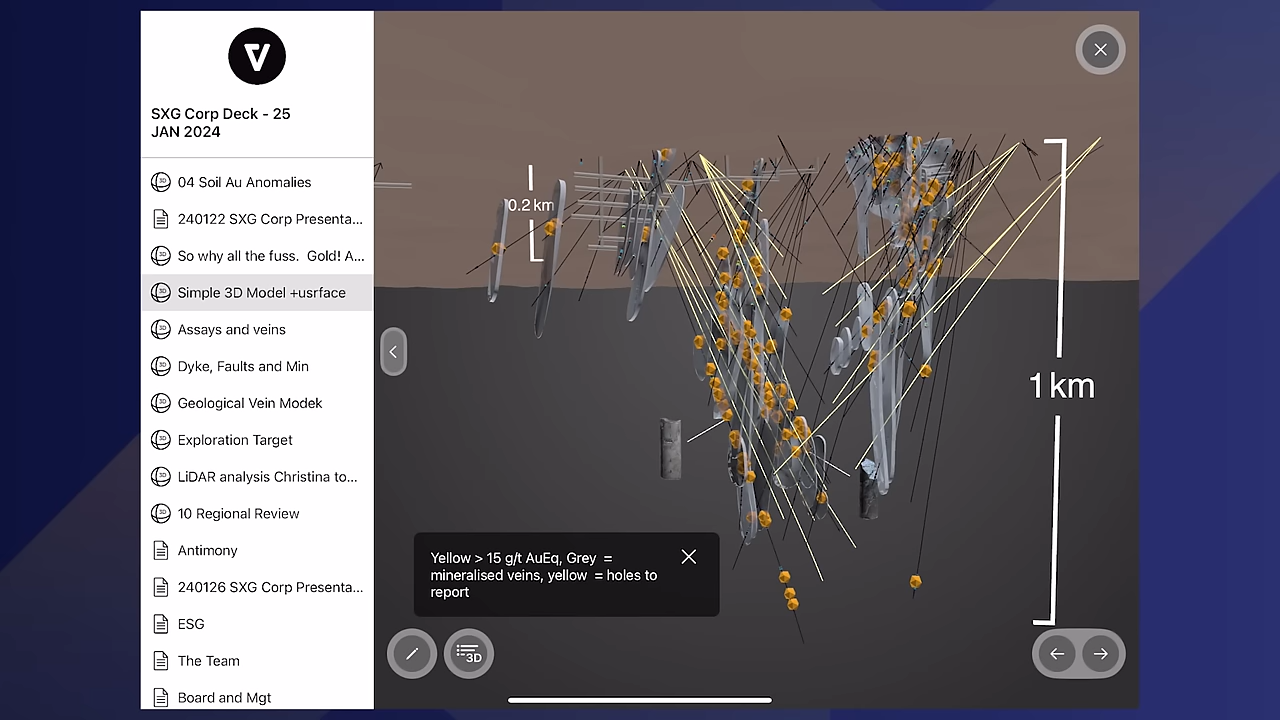 SXG Corp Deck - 25
JAN 2024
04 Soil Au Anomalies
240122 SXG Corp Presenta...
So why all the fuss. Gold! A...
Simple 3D Model +usrface
Assays and veins
Dyke, Faults and Min
Geological Vein Modek
Exploration Target
LiDAR analysis Christina to...
10 Regional Review
Antimony
240126 SXG Corp Presenta...
ESG
The Team
Board and Mgt
0.2 km
1 km
Yellow > 15 g/t AuEq, Grey =
mineralised veins, yellow = holes to
report
3D